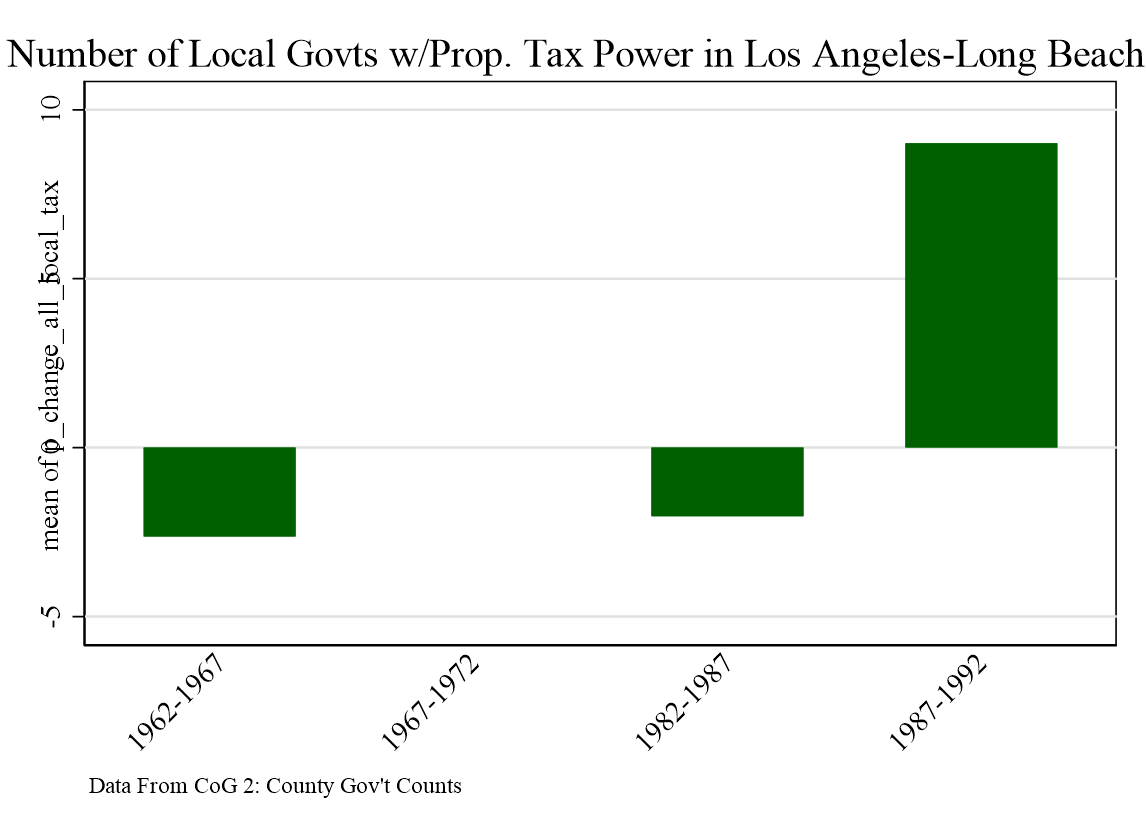 Number of Local Govts w/Prop. Tax Power in Los Angeles-Long Beach
mean of p_change_all_local_tax
10
5
0
-5
1962-1967
1967-1972
1982-1987
1987-1992
Data From CoG 2: County Gov't Counts